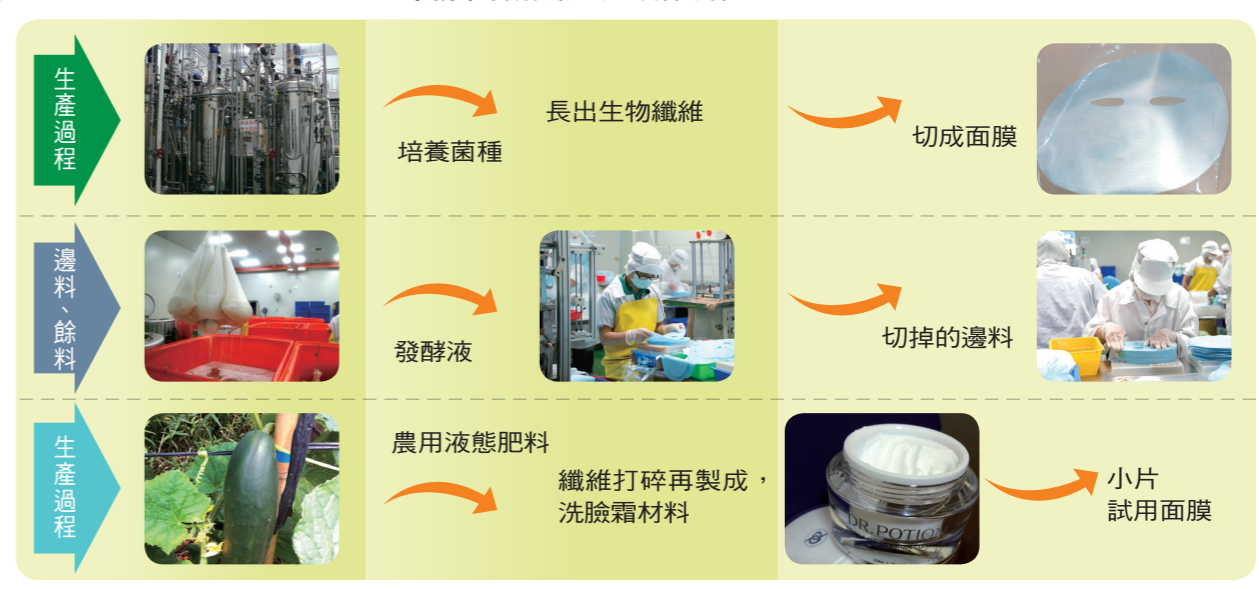 生產過程
培養菌種
長出生物纖維
切成面膜
邊料、餘料
發酵液
切掉的邊料
生產過程
農用液態肥料
纖維打碎再製成，
洗臉霜材料
DR.POTION
小片
試用面膜